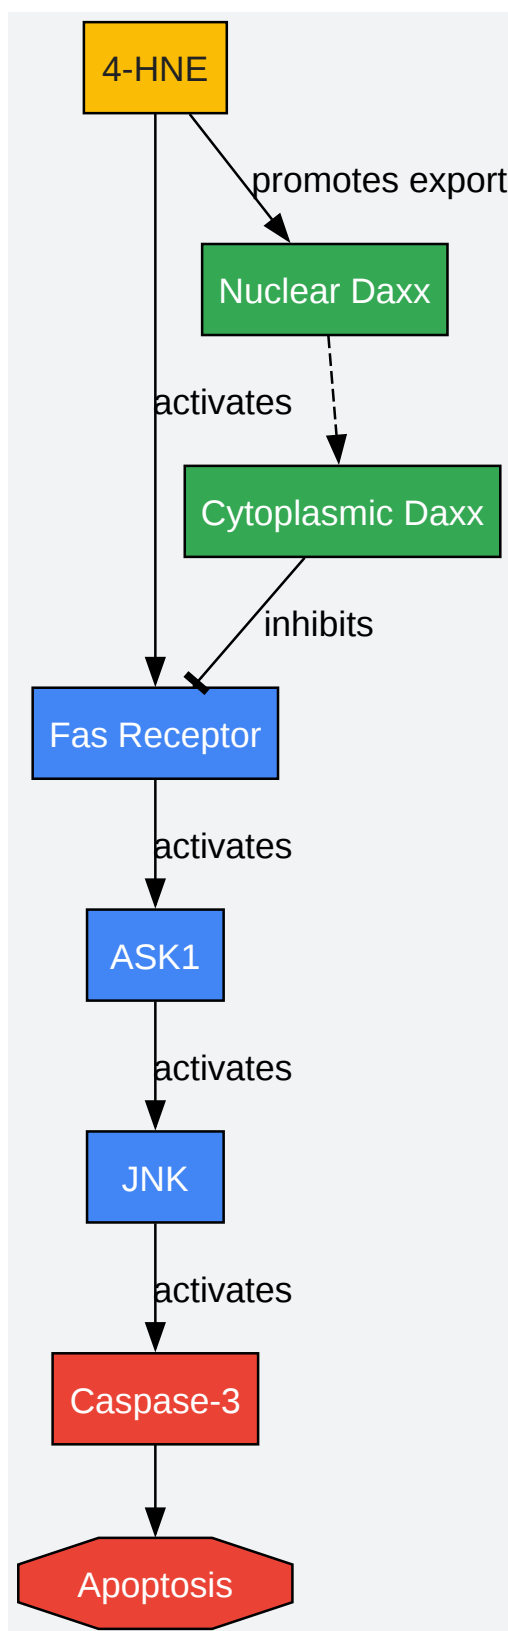 4-HNE
promotes export
Nuclear Daxx
activates
Cytoplasmic Daxx
inhibits
Fas Receptor
activates
ASK1
activates
JNK
activates
Caspase-3
Apoptosis